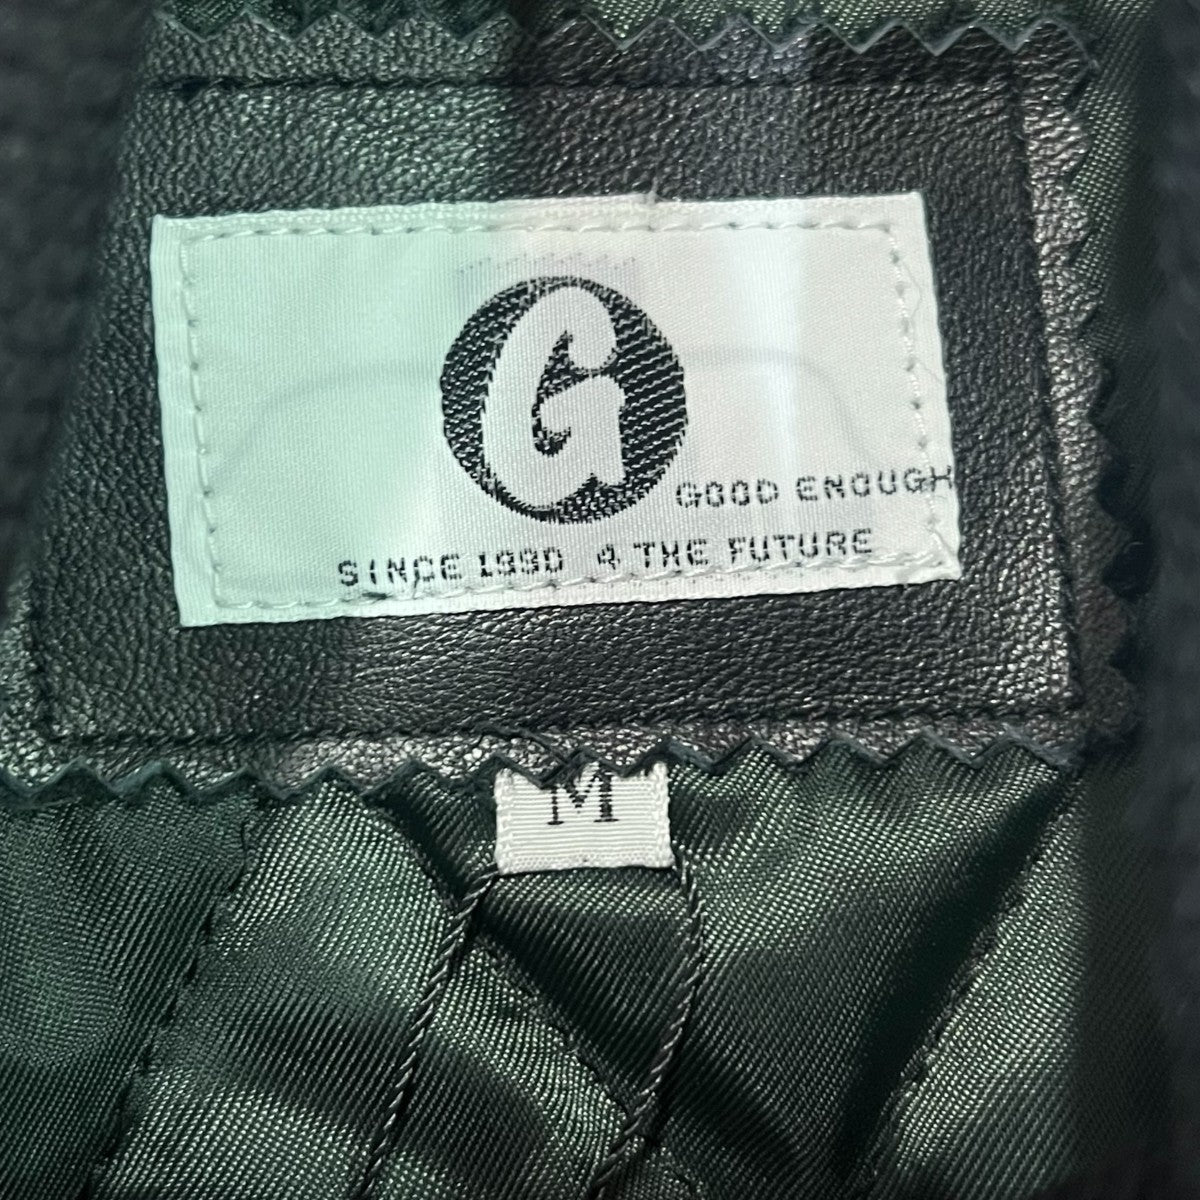 G
GOOD ENOUGH
SINCE 1990 4 THE FUTURE
M